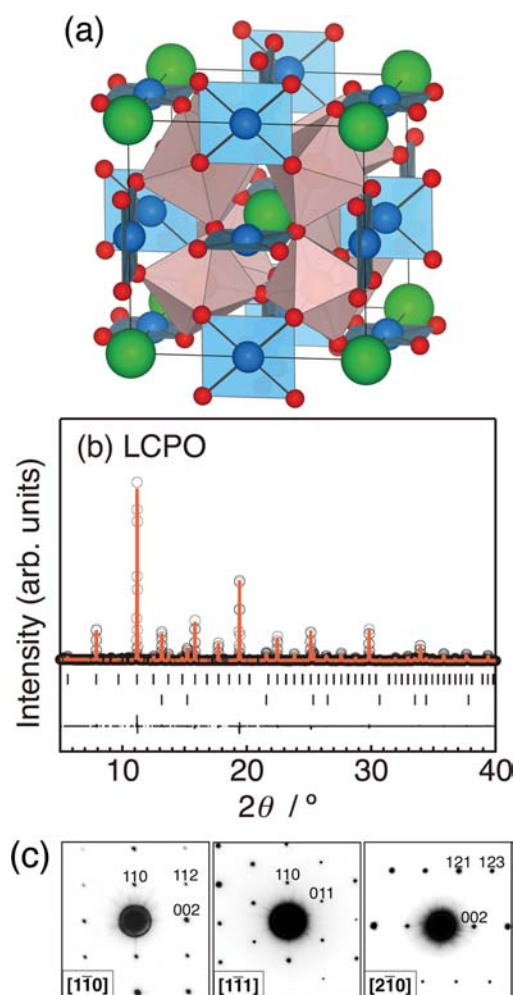 (a)
(b) LCPO
Intensity (arb. units)
10 20 30 40
2θ / °
(c)
110 112
002
[11̅0]
110
011
[11̅1]
121 123
002
[21̅0]